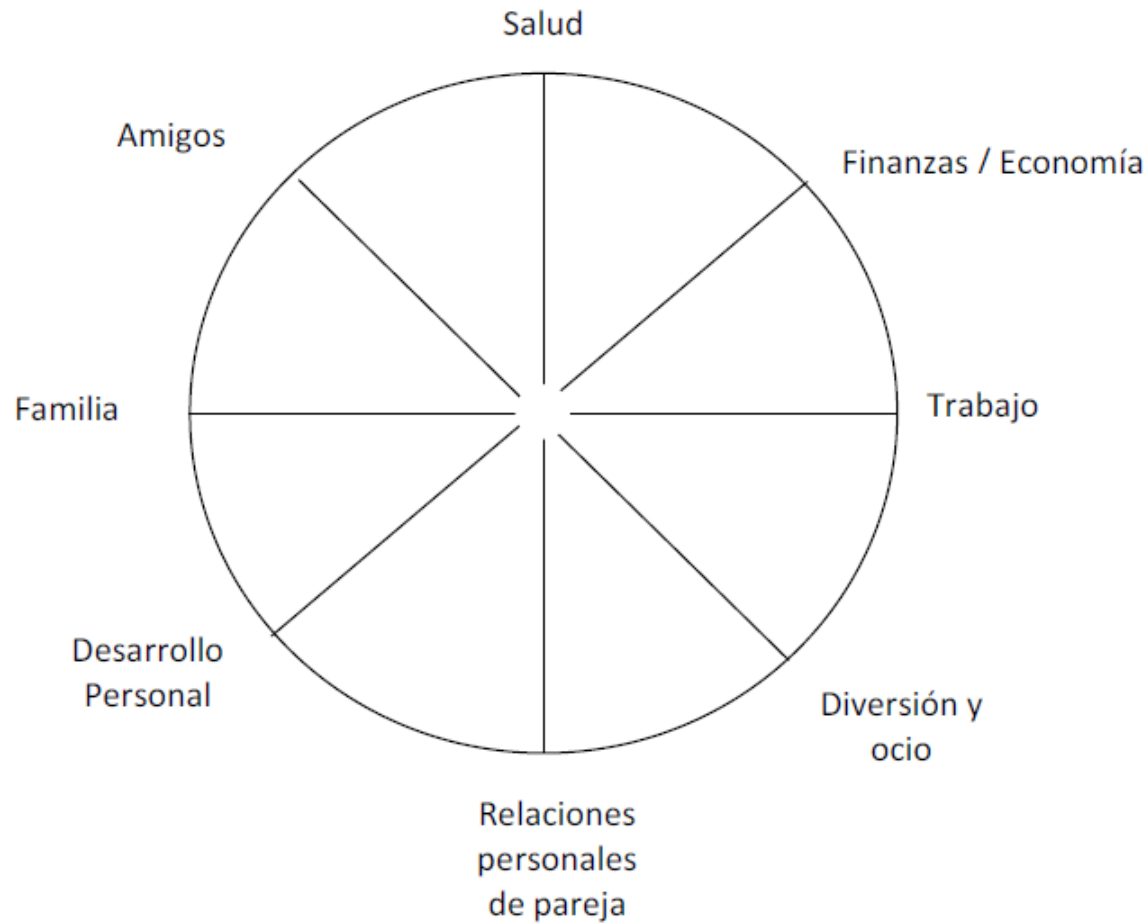 Salud
Amigos
Finanzas / Economía
Familia
Trabajo
Desarrollo
Personal
Diversión y
ocio
Relaciones
personales
de pareja